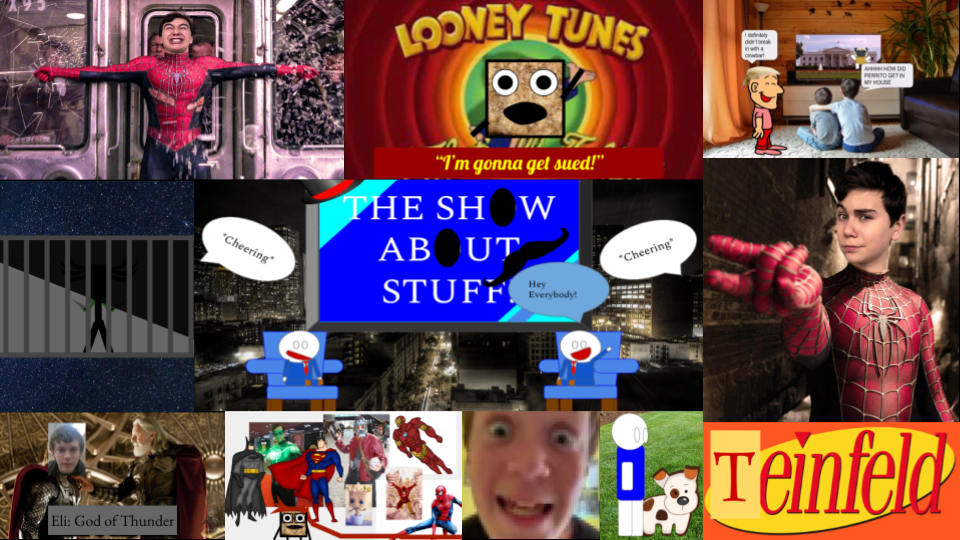 LOONEY TUNES
“I’m gonna get sued!”
I definitely
didn't break
in with a
crowbar!
AHHHH HOW DID
PERRITO GET IN
MY HOUSE
THE SHOW
ABOUT
STUFF!
*Cheering*
*Cheering*
Hey
Everybody!
Eli: God of Thunder
Teinfeld